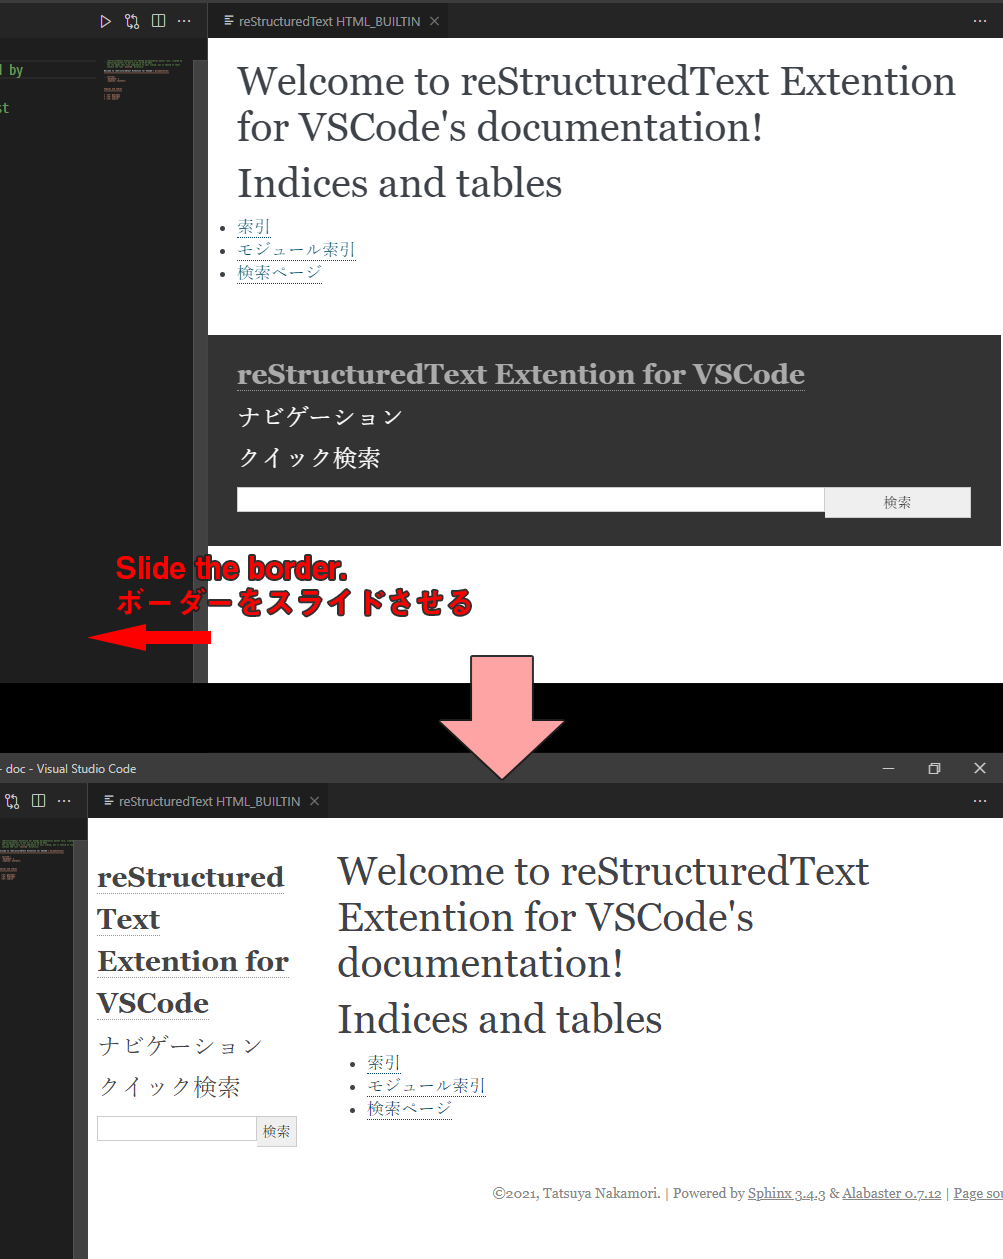 reStructuredText HTML_BUILTIN
by
st
Welcome to reStructuredText Extention
for VSCode's documentation!
Indices and tables
索引
モジュール索引
検索ページ
reStructuredText Extention for VSCode
ナビゲーション
クイック検索
検索
Slide the border.
ボーダーをスライドさせる
- doc - Visual Studio Code
reStructuredText HTML_BUILTIN
reStructured
Text
Extention for
VSCode
ナビゲーション
クイック検索
検索
Welcome to reStructuredText
Extention for VSCode's
documentation!
Indices and tables
索引
モジュール索引
検索ページ
©2021, Tatsuya Nakamori. | Powered by Sphinx 3.4.3 & Alabaster 0.7.12 | Page sou